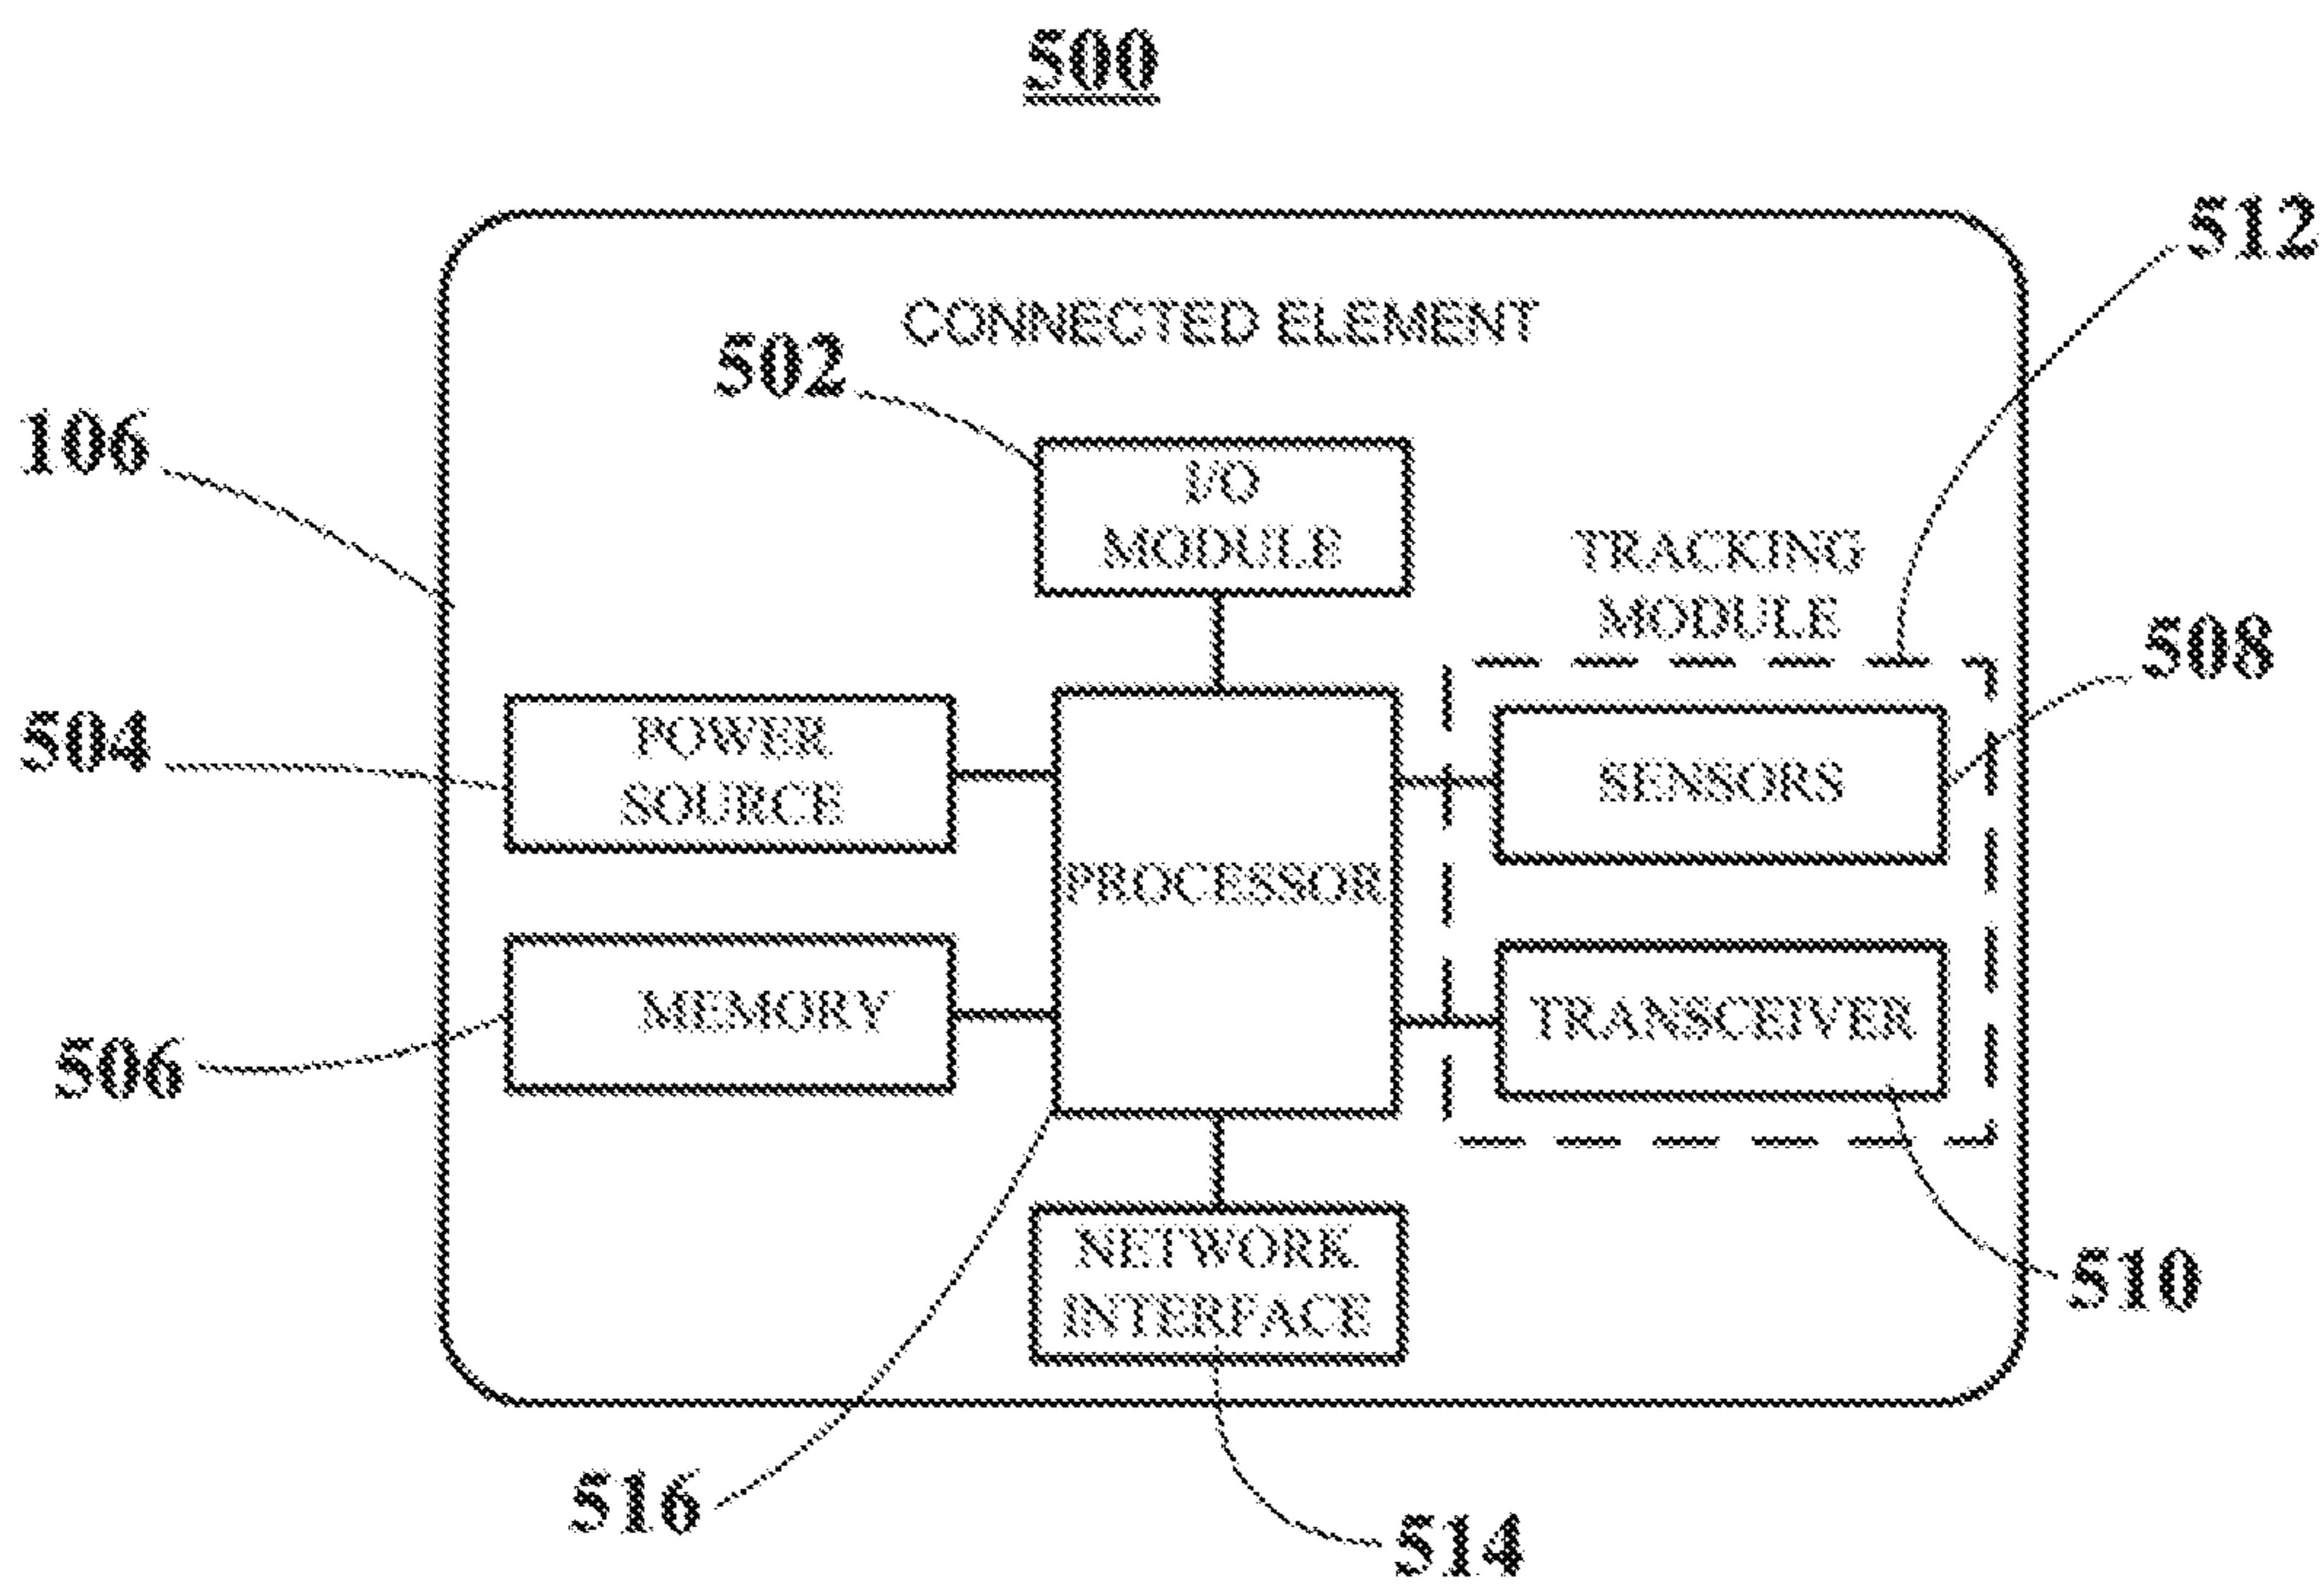 500
512
CONNECTED ELEMENT
502
106
I/O
MODULE
TRACKING
MODULE
508
504
POWER
SOURCE
SENSORS
PROCESSOR
MEMORY
TRANSCEIVER
506
NETWORK
INTERFACE
510
516
514